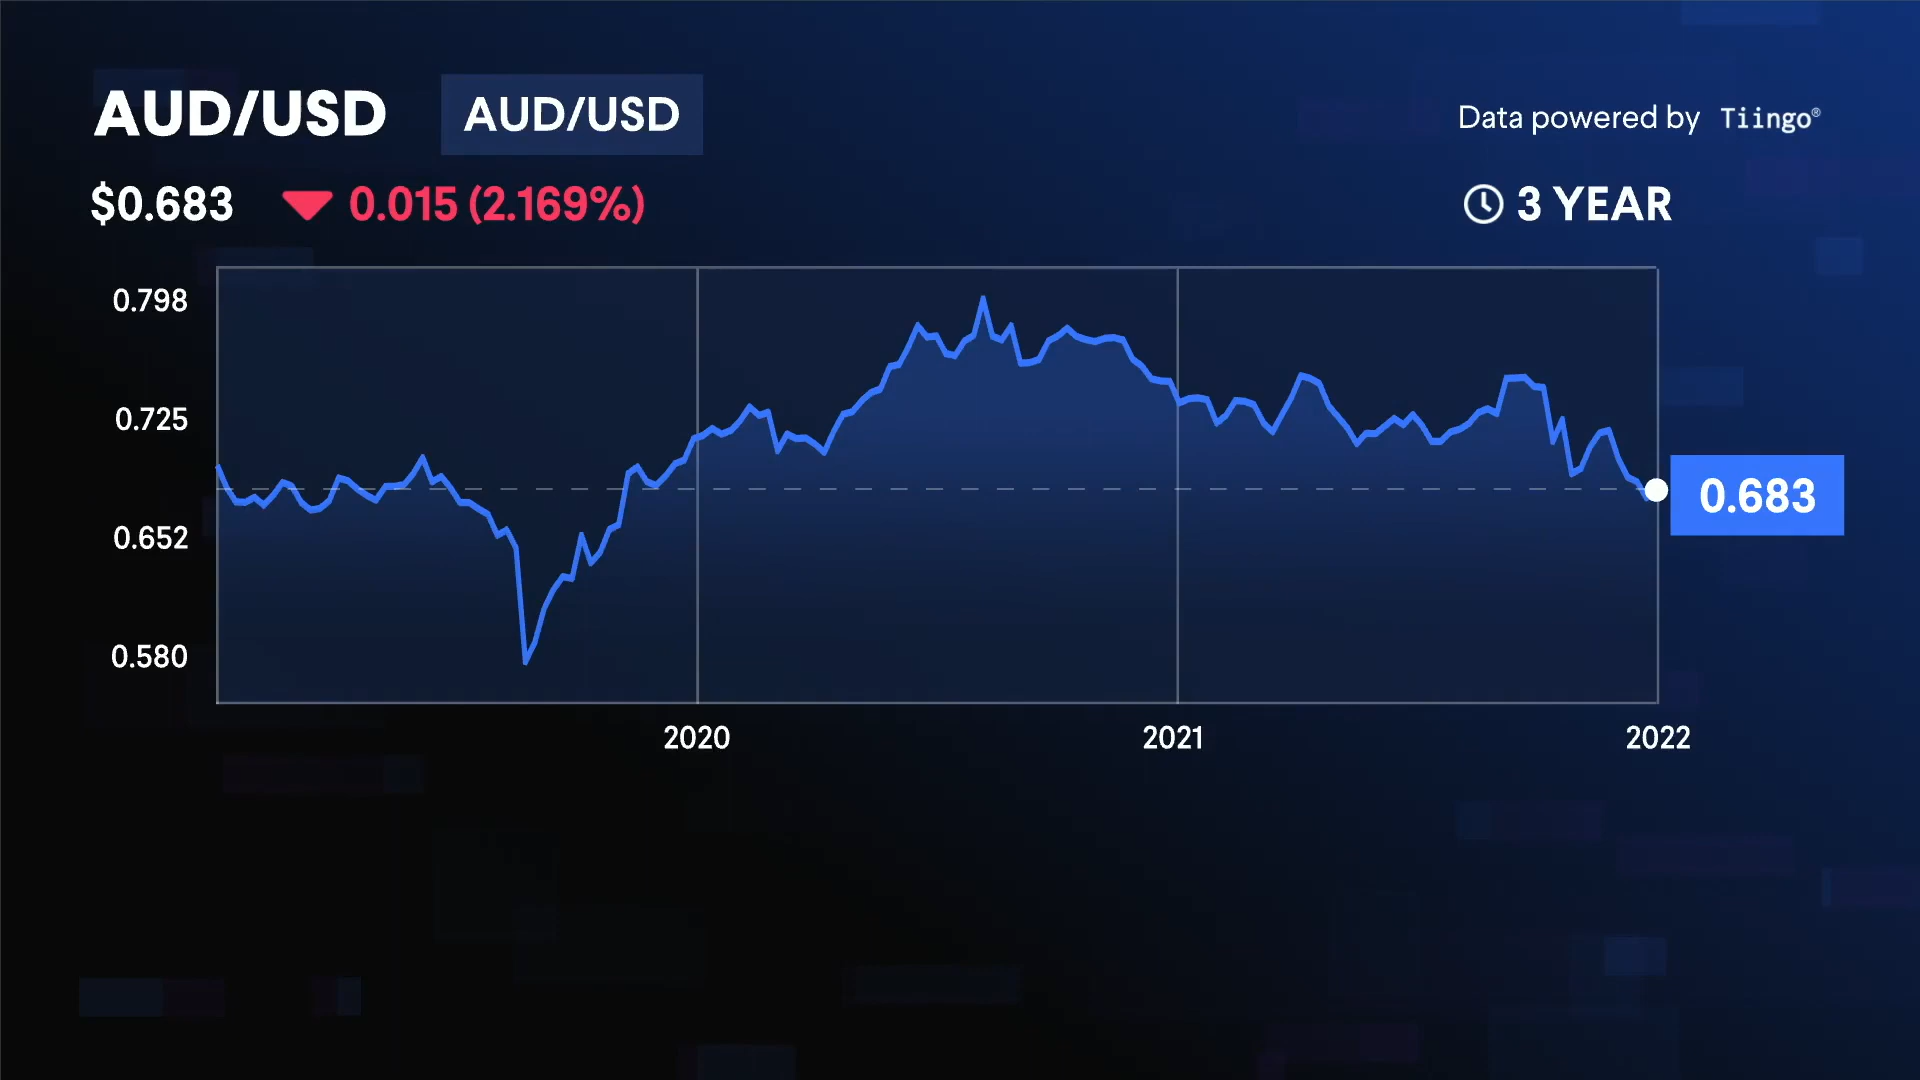 AUD/USD AUD/USD
Data powered by Tiingo®
$0.683 ▼ 0.015 (2.169%)
3 YEAR
0.798
0.725
0.652
0.580
0.683
2020 2021 2022